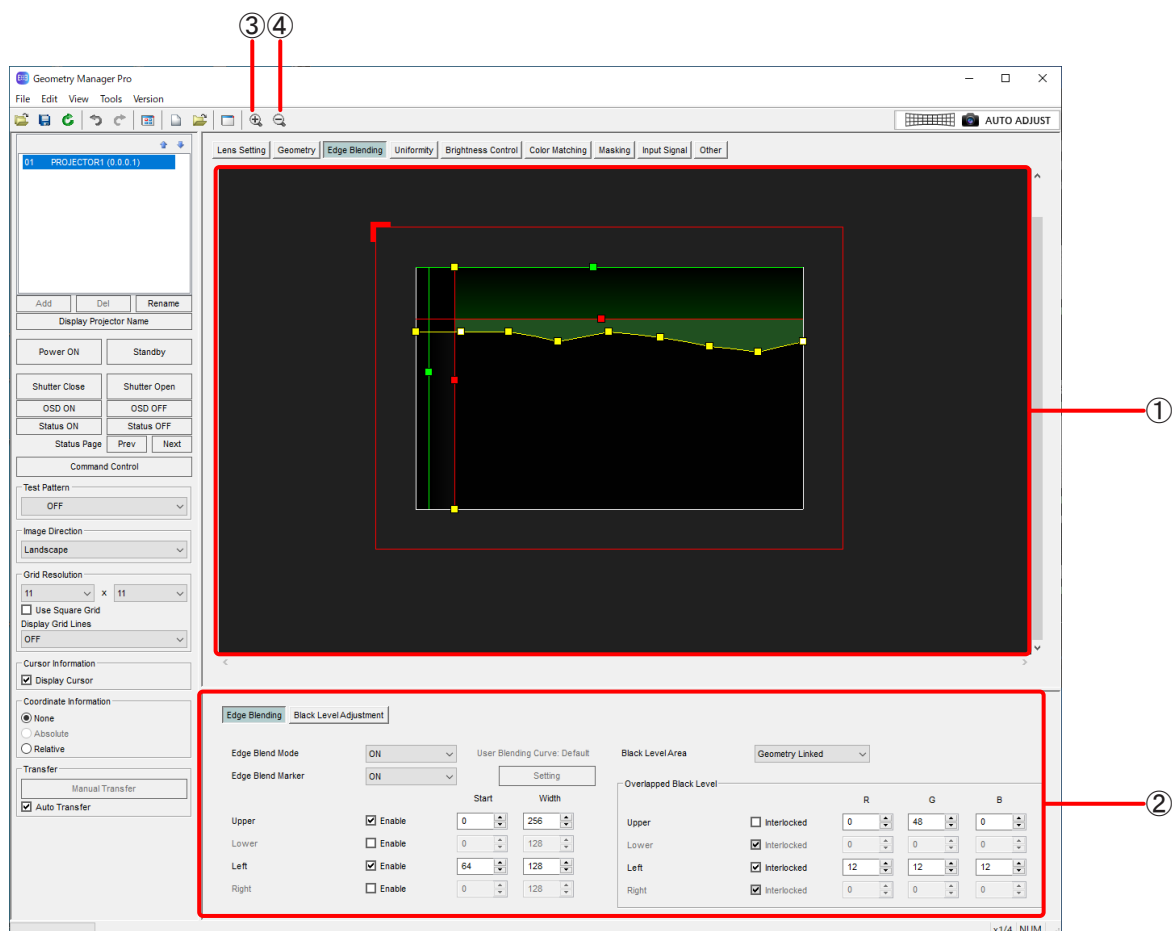 ③④
Geometry Manager Pro
File Edit View Tools Version
AUTO ADJUST
01 PROJECTOR1 (0.0.0.1)
Lens Setting Geometry Edge Blending Uniformity Brightness Control Color Matching Masking Input Signal Other
Add Del Rename
Display Projector Name
Power ON Standby
Shutter Close Shutter Open
OSD ON OSD OFF
Status ON Status OFF
Status Page Prev Next
Command Control
Test Pattern
OFF
Image Direction
Landscape
Grid Resolution
11 x 11
Use Square Grid
Display Grid Lines
OFF
Cursor Information
Display Cursor
Coordinate Information
None
Absolute
Relative
Transfer
Manual Transfer
Auto Transfer
①
Edge Blending Black Level Adjustment
Edge Blend Mode ON User Blending Curve: Default Black Level Area Geometry Linked
Edge Blend Marker ON Setting
Overlapped Black Level
Start Width R G B
Upper Enable 0 256 Upper Interlocked 0 48 0
Lower Enable 0 128 Lower Interlocked 0 0 0
Left Enable 64 128 Left Interlocked 12 12 12
Right Enable 0 128 Right Interlocked 0 0 0
②
x1/4 NUM